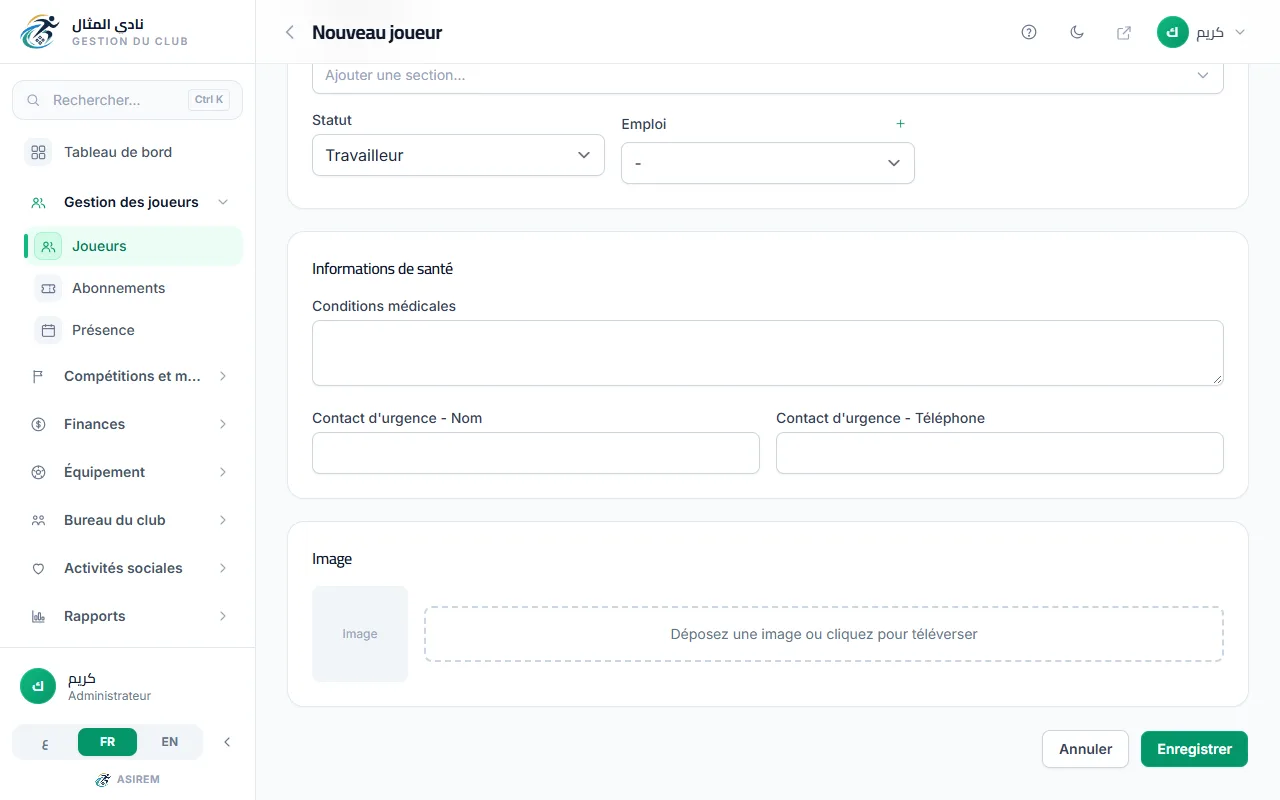 نادي المثال
GESTION DU CLUB
Rechercher...
Ctrl K
Tableau de bord
Gestion des joueurs
Joueurs
Abonnements
Présence
Compétitions et m...
Finances
Équipement
Bureau du club
Activités sociales
Rapports
ك
كريم
Administrateur
ع
FR
EN
ASIREM
Nouveau joueur
ك
كريم
Ajouter une section...
Statut
Emploi
+
Travailleur
-
Informations de santé
Conditions médicales
Contact d'urgence - Nom
Contact d'urgence - Téléphone
Image
Image
Déposez une image ou cliquez pour téléverser
Annuler
Enregistrer